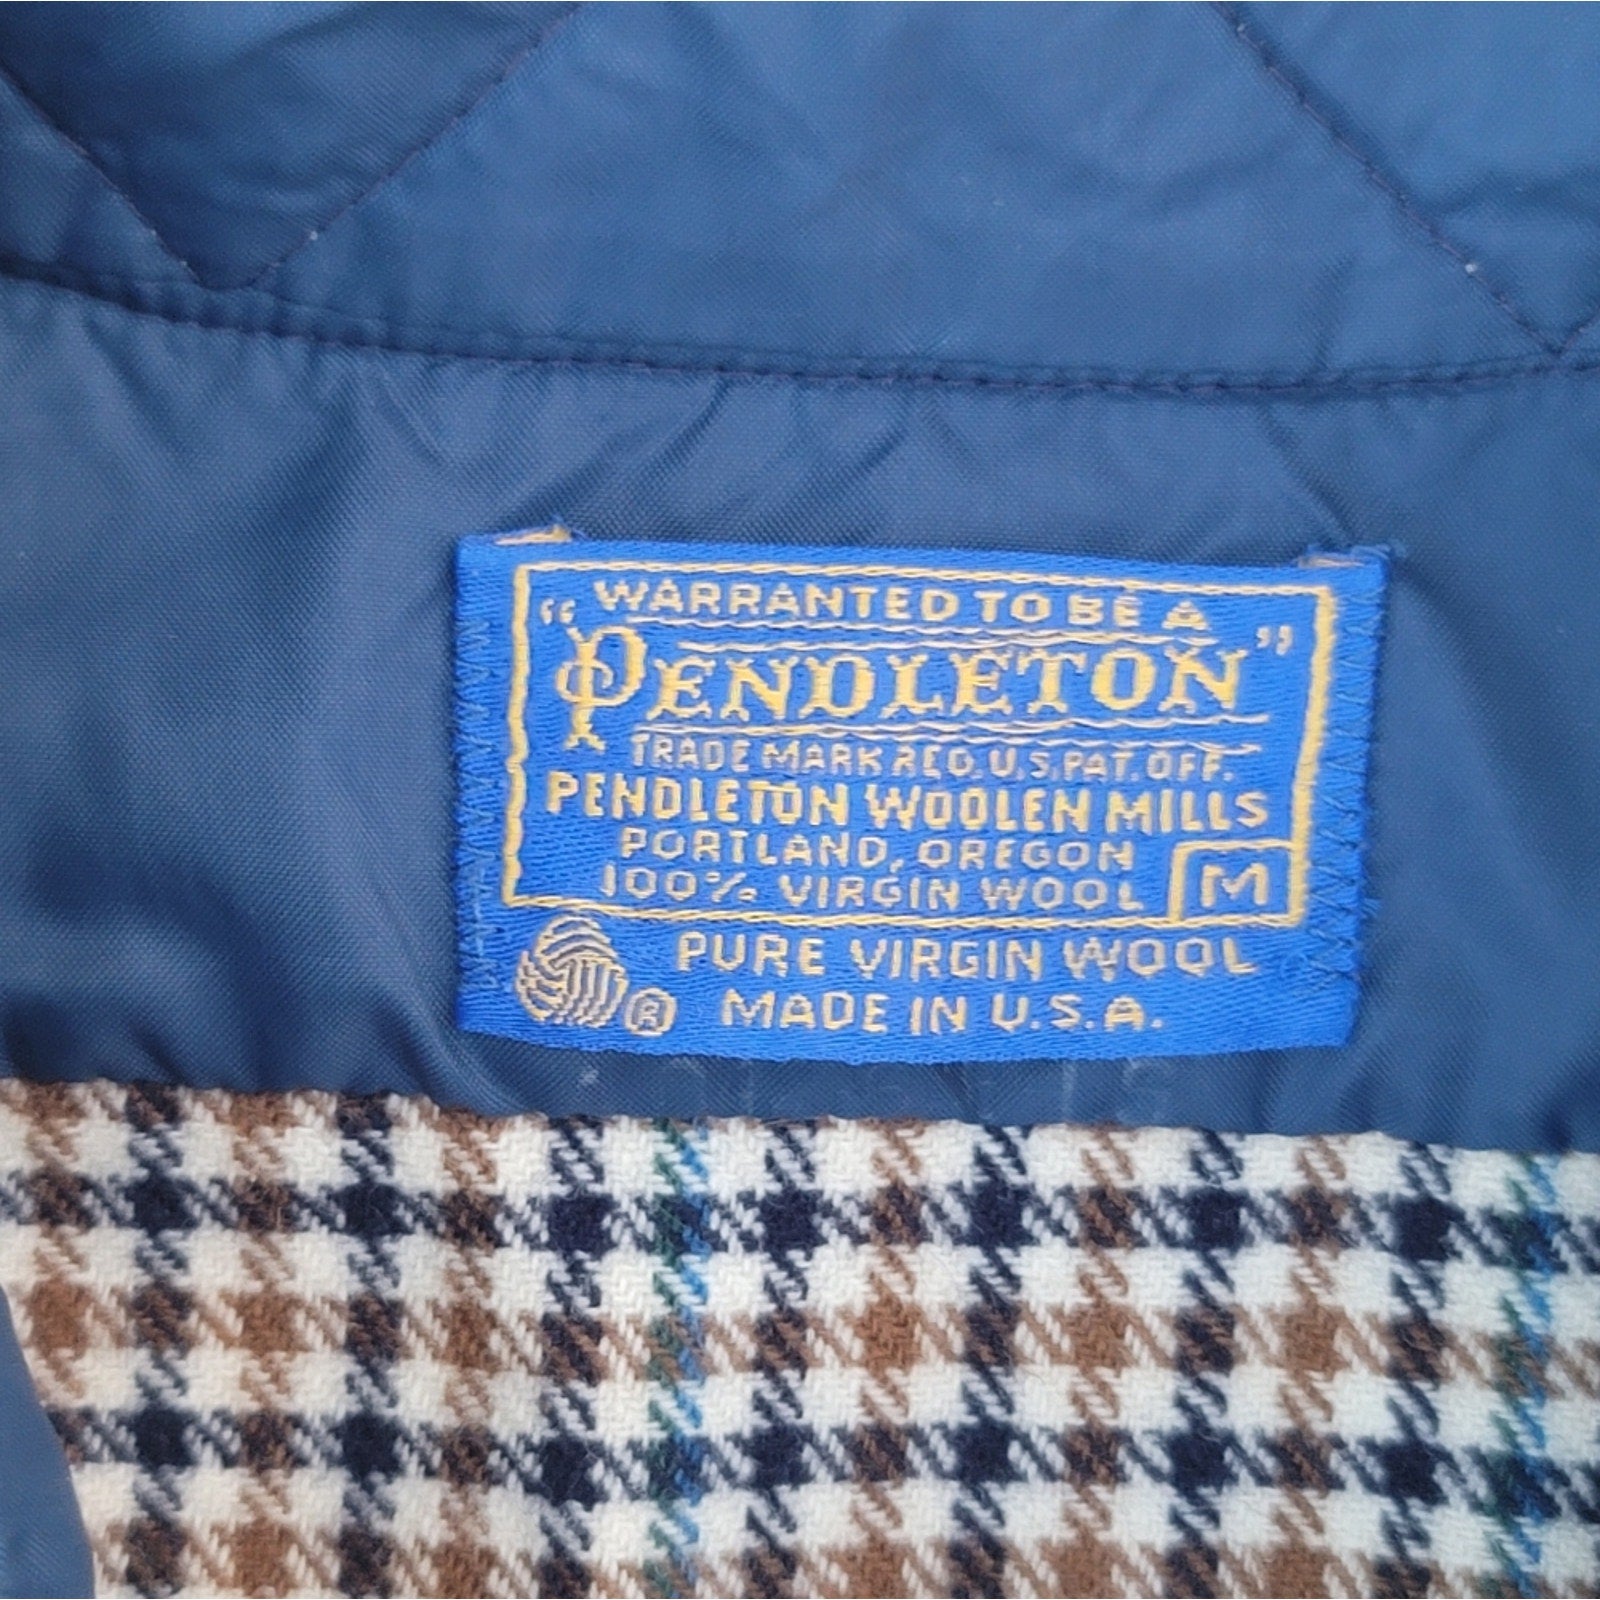 WARRANTED TO BE A
"PENDLETON"
TRADE MARK REG. U.S. PAT. OFF.
PENDLETON WOOLEN MILLS
PORTLAND, OREGON
100% VIRGIN WOOL M
PURE VIRGIN WOOL
® MADE IN U.S.A.